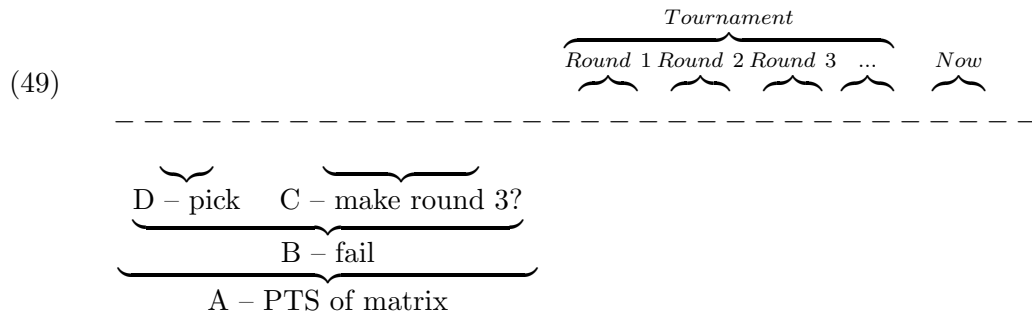 Tournament
Round 1 Round 2 Round 3 ... Now
(49)
D – pick C – make round 3?
B – fail
A – PTS of matrix